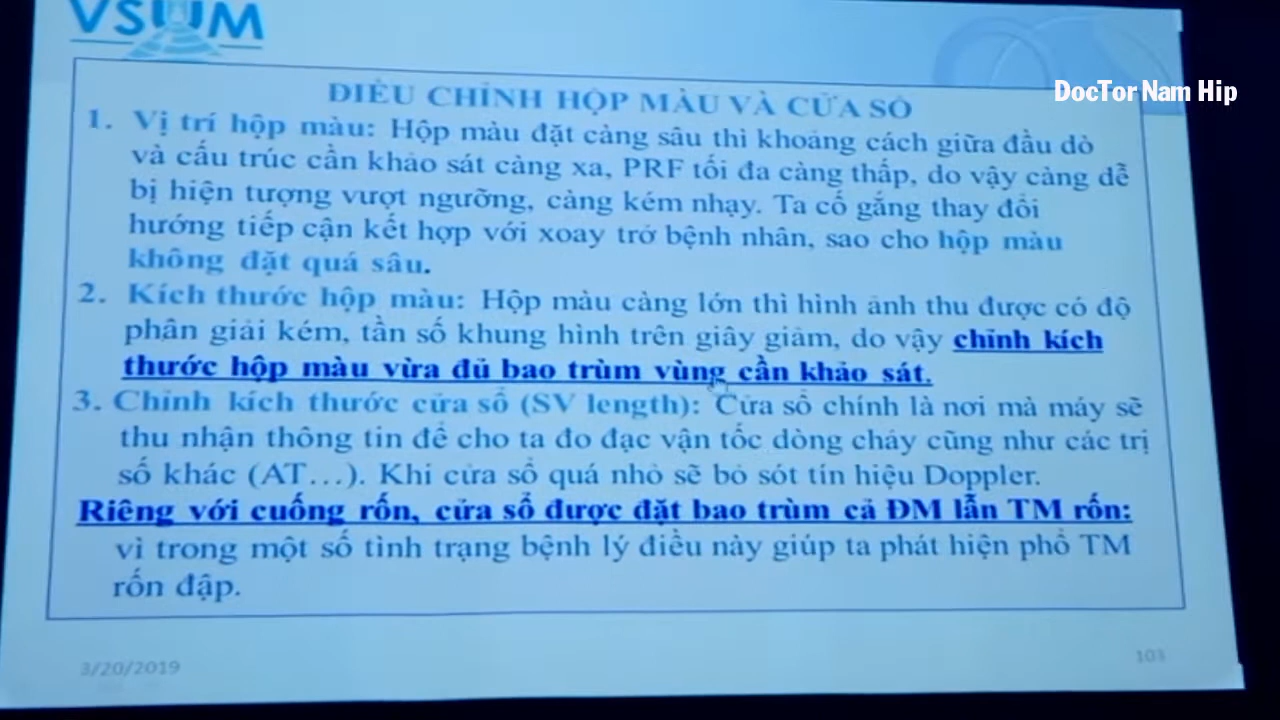 VSUM
DocTor Nam Hip
ĐIỀU CHỈNH HỘP MÀU VÀ CỬA SỔ
1. Vị trí hộp màu: Hộp màu đặt càng sâu thì khoảng cách giữa đầu dò
và cấu trúc cần khảo sát càng xa, PRF tối đa càng thấp, do vậy càng dễ
bị hiện tượng vượt ngưỡng, càng kém nhạy. Ta cố gắng thay đổi
hướng tiếp cận kết hợp với xoay trở bệnh nhân, sao cho hộp màu
không đặt quá sâu.
2. Kích thước hộp màu: Hộp màu càng lớn thì hình ảnh thu được có độ
phân giải kém, tần số khung hình trên giây giảm, do vậy chỉnh kích
thước hộp màu vừa đủ bao trùm vùng cần khảo sát.
3. Chỉnh kích thước cửa sổ (SV length): Cửa sổ chính là nơi mà máy sẽ
thu nhận thông tin để cho ta đo đạc vận tốc dòng chảy cũng như các trị
số khác (AT…). Khi cửa sổ quá nhỏ sẽ bỏ sót tín hiệu Doppler.
Riêng với cuống rốn, cửa sổ được đặt bao trùm cả ĐM lẫn TM rốn:
vì trong một số tình trạng bệnh lý điều này giúp ta phát hiện phổ TM
rốn đập.
3/20/2019
103